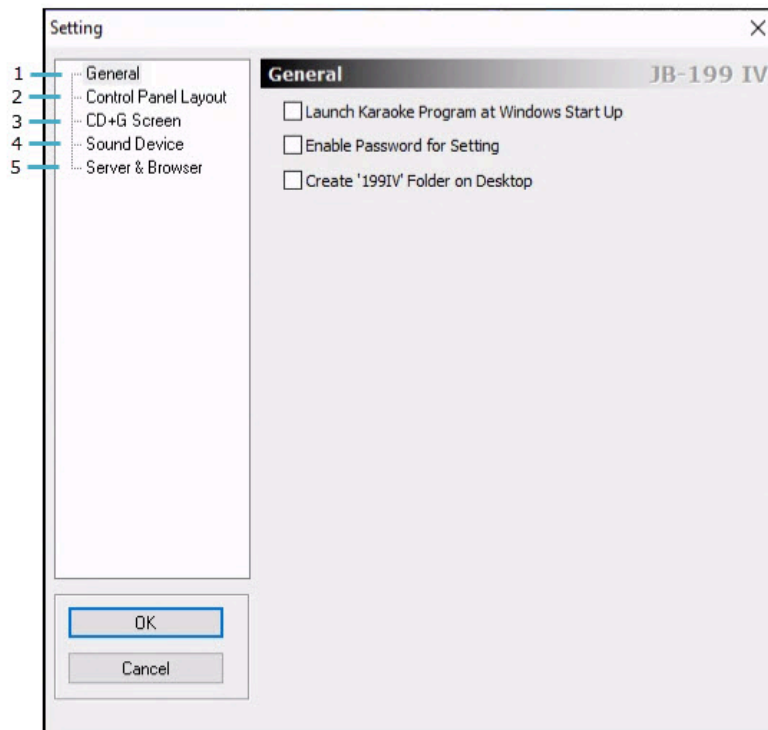 Setting
1 General
2 Control Panel Layout
3 CD+G Screen
4 Sound Device
5 Server & Browser
General JB-199 IV
Launch Karaoke Program at Windows Start Up
Enable Password for Setting
Create '199IV' Folder on Desktop
OK
Cancel